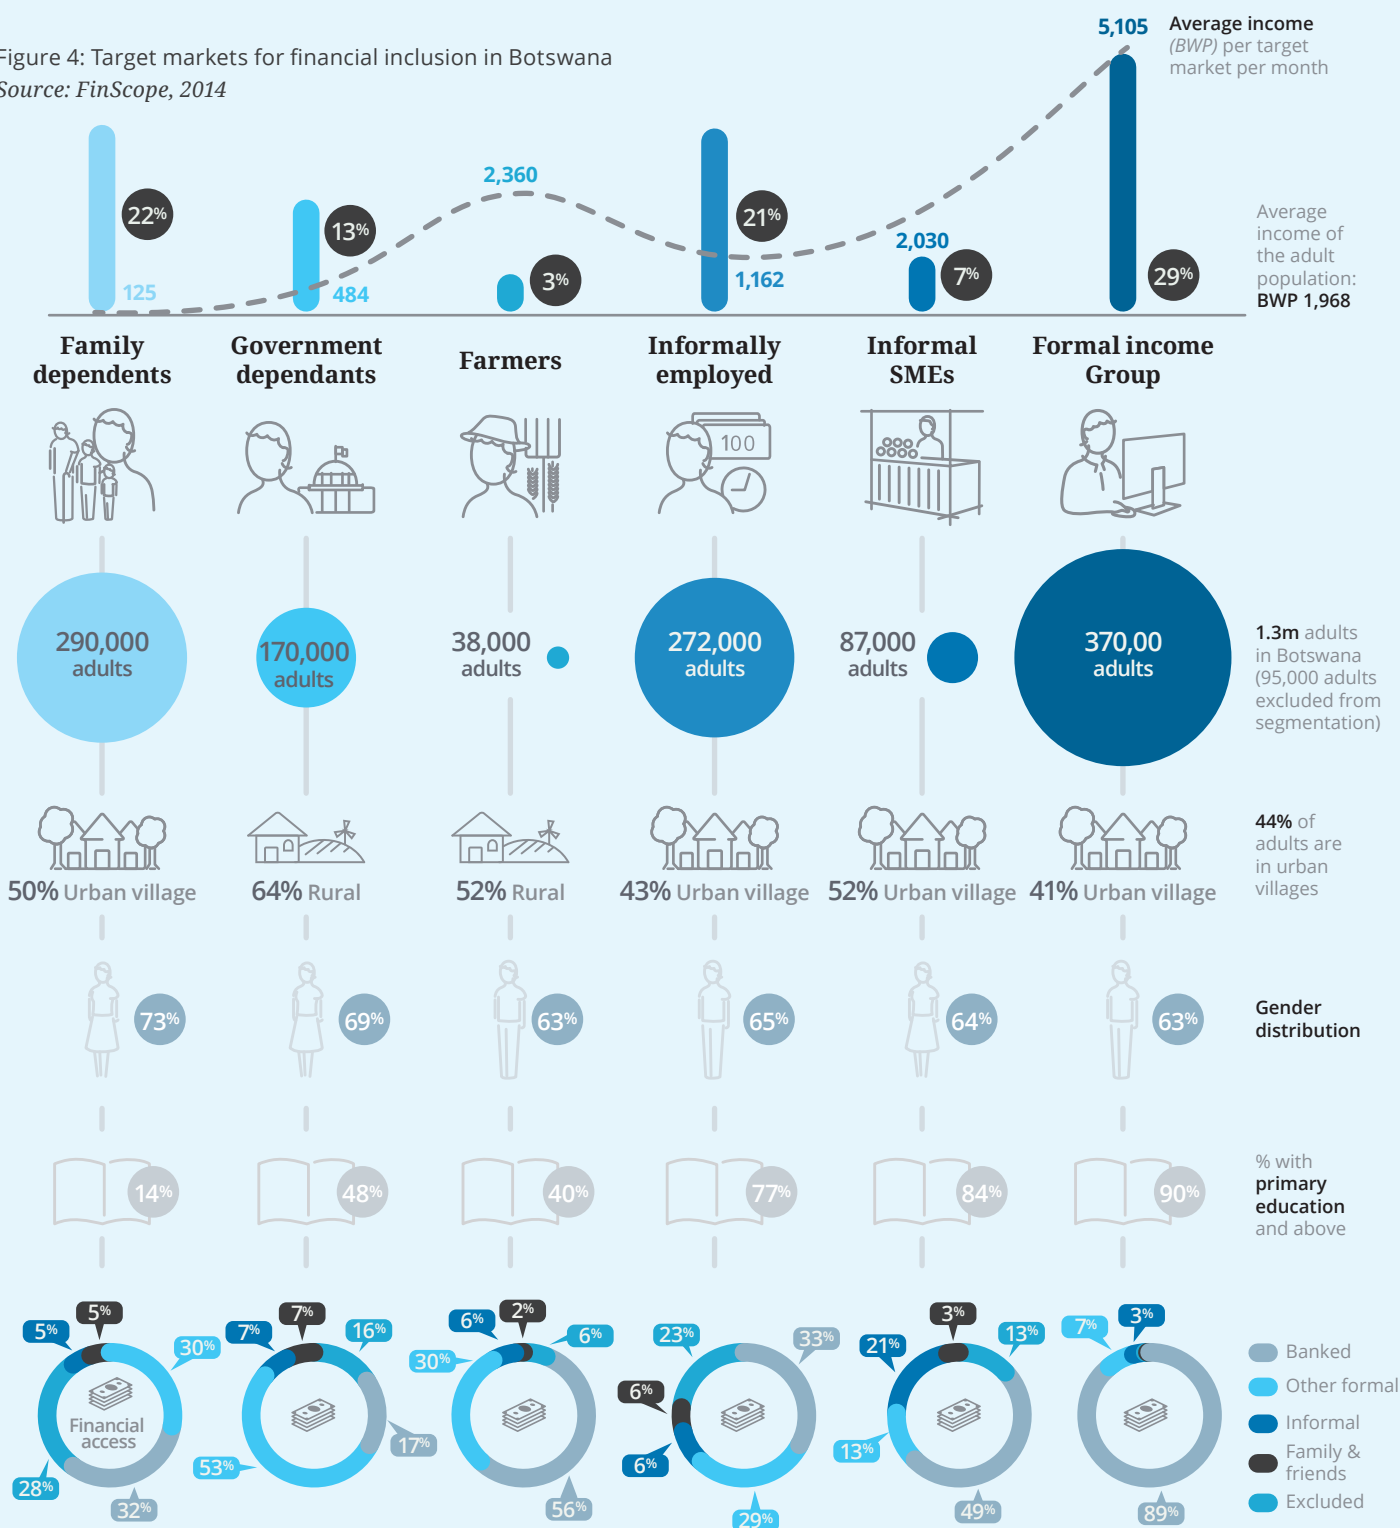 Figure 4: Target markets for financial inclusion in Botswana
Source: FinScope, 2014
5,105
Average income
(BWP) per target
market per month
22%
125
13%
484
2,360
3%
21%
1,162
2,030
7%
29%
Average
income of
the adult
population:
BWP 1,968
Family
dependents
Government
dependants
Farmers
Informally
employed
Informal
SMEs
Formal income
Group
100
290,000
adults
170,000
adults
38,000
adults
272,000
adults
87,000
adults
370,00
adults
1.3m adults
in Botswana
(95,000 adults
excluded from
segmentation)
50% Urban village
64% Rural
52% Rural
43% Urban village
52% Urban village
41% Urban village
44% of
adults are
in urban
villages
73%
69%
63%
65%
64%
63%
Gender
distribution
14%
48%
40%
77%
84%
90%
% with
primary
education
and above
5%
5%
30%
Financial
access
28%
32%
7%
7%
16%
53%
17%
6%
2%
6%
30%
56%
23%
33%
6%
6%
29%
3%
21%
13%
13%
49%
7%
3%
89%
Banked
Other formal
Informal
Family &
friends
Excluded